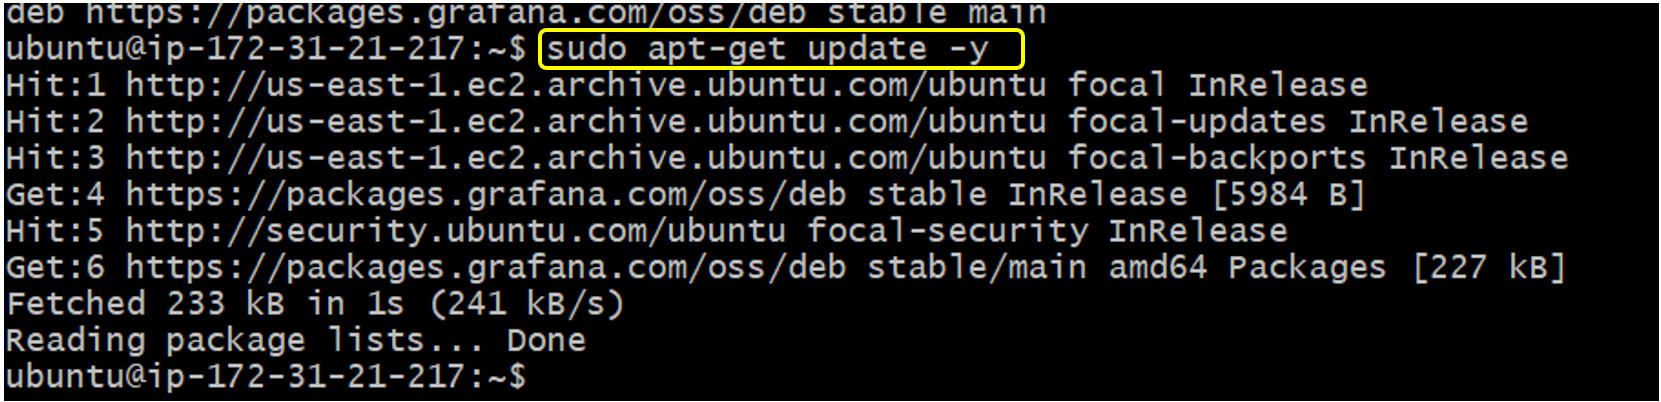 deb https://packages.grafana.com/oss/deb stable main
ubuntu@ip-172-31-21-217:~$ sudo apt-get update -y
Hit:1 http://us-east-1.ec2.archive.ubuntu.com/ubuntu focal InRelease
Hit:2 http://us-east-1.ec2.archive.ubuntu.com/ubuntu focal-updates InRelease
Hit:3 http://us-east-1.ec2.archive.ubuntu.com/ubuntu focal-backports InRelease
Get:4 https://packages.grafana.com/oss/deb stable InRelease [5984 B]
Hit:5 http://security.ubuntu.com/ubuntu focal-security InRelease
Get:6 https://packages.grafana.com/oss/deb stable/main amd64 Packages [227 kB]
Fetched 233 kB in 1s (241 kB/s)
Reading package lists... Done
ubuntu@ip-172-31-21-217:~$